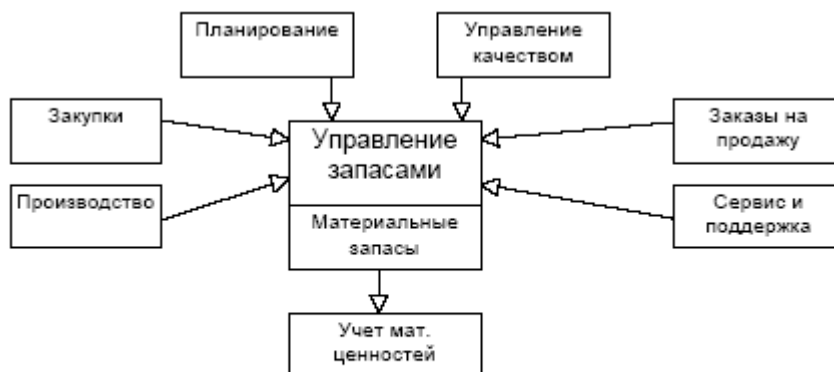 Планирование
Управление
качеством
Закупки
Управление
запасами
Заказы на
продажу
Производство
Материальные
запасы
Сервис и
поддержка
Учет мат.
ценностей